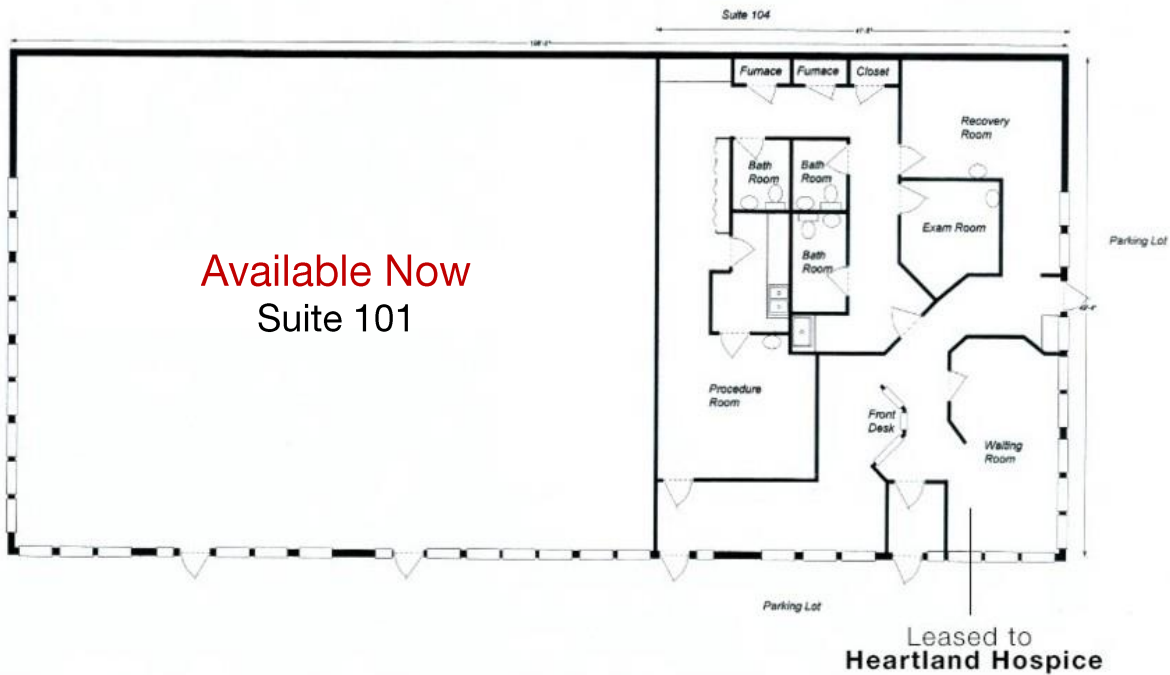 Suite 104
Furnace
Furnace
Closet
Recovery
Room
Bath
Room
Bath
Room
Exam Room
Parking Lot
Available Now
Suite 101
Bath
Room
Procedure
Room
Front
Desk
Waiting
Room
Parking Lot
Leased to
Heartland Hospice